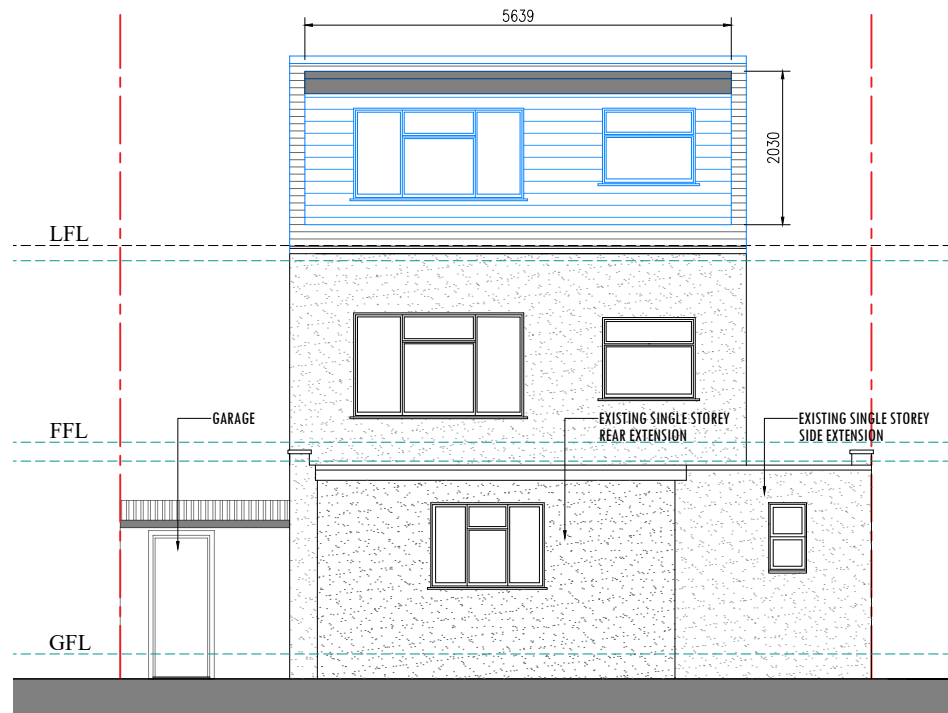 5639
2030
LFL
FFL
GARAGE
EXISTING SINGLE STOREY
REAR EXTENSION
EXISTING SINGLE STOREY
SIDE EXTENSION
GFL